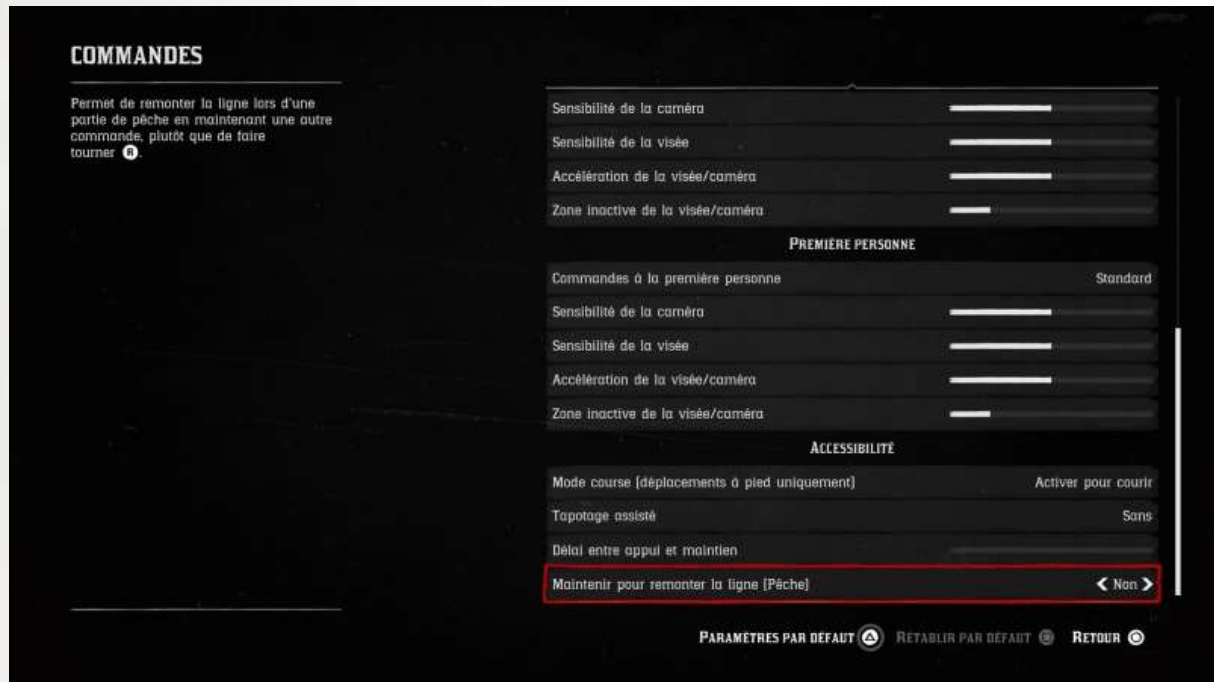 COMMANDES
Permet de remonter la ligne lors d'une
partie de pêche en maintenant une autre
commande, plutôt que de faire
tourner R.
Sensibilité de la caméra
Sensibilité de la visée
Accélération de la visée/caméra
Zone inactive de la visée/caméra
PREMIÈRE PERSONNE
Commandes à la première personne Standard
Sensibilité de la caméra
Sensibilité de la visée
Accélération de la visée/caméra
Zone inactive de la visée/caméra
ACCESSIBILITÉ
Mode course (déplacements à pied uniquement) Activer pour courir
Tapotage assisté Sans
Délai entre appui et maintien
Maintenir pour remonter la ligne (Pêche) Non
PARAMÈTRES PAR DÉFAUT RÉTABLIR PAR DÉFAUT RETOUR